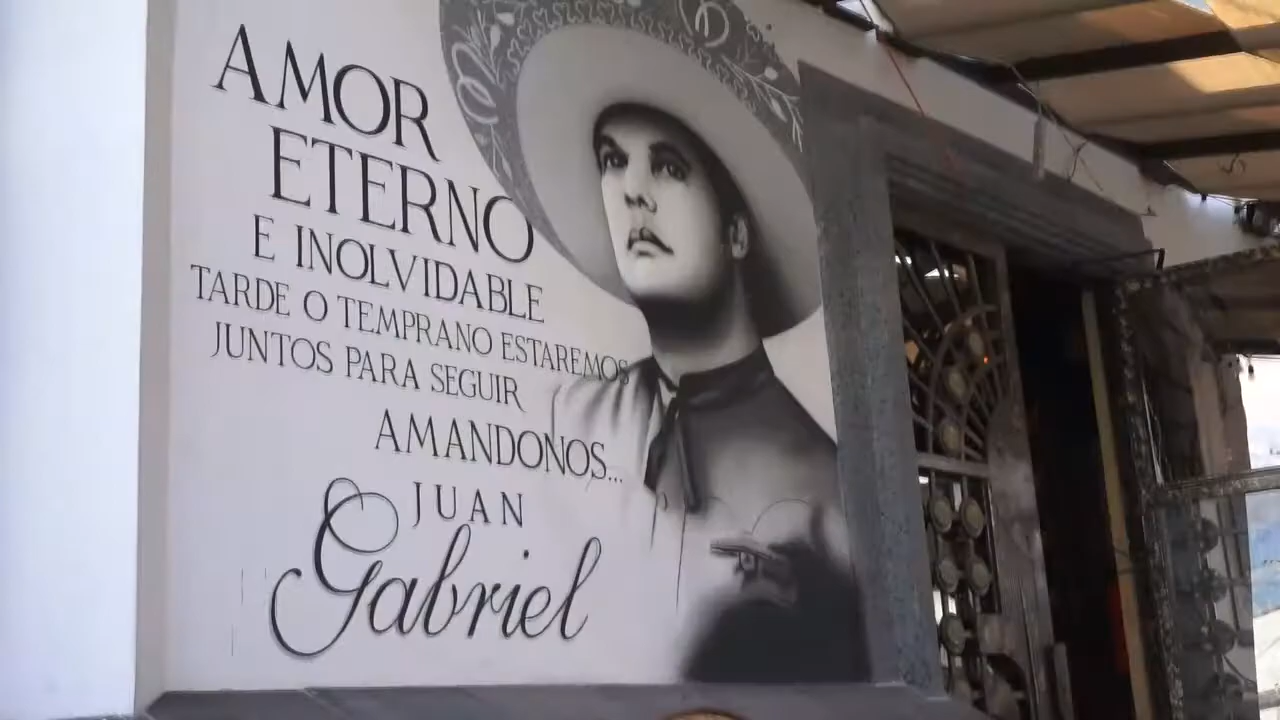 AMOR
ETERNO
E INOLVIDABLE
TARDE O TEMPRANO ESTAREMOS
JUNTOS PARA SEGUIR
AMANDONOS...
JUAN
Gabriel